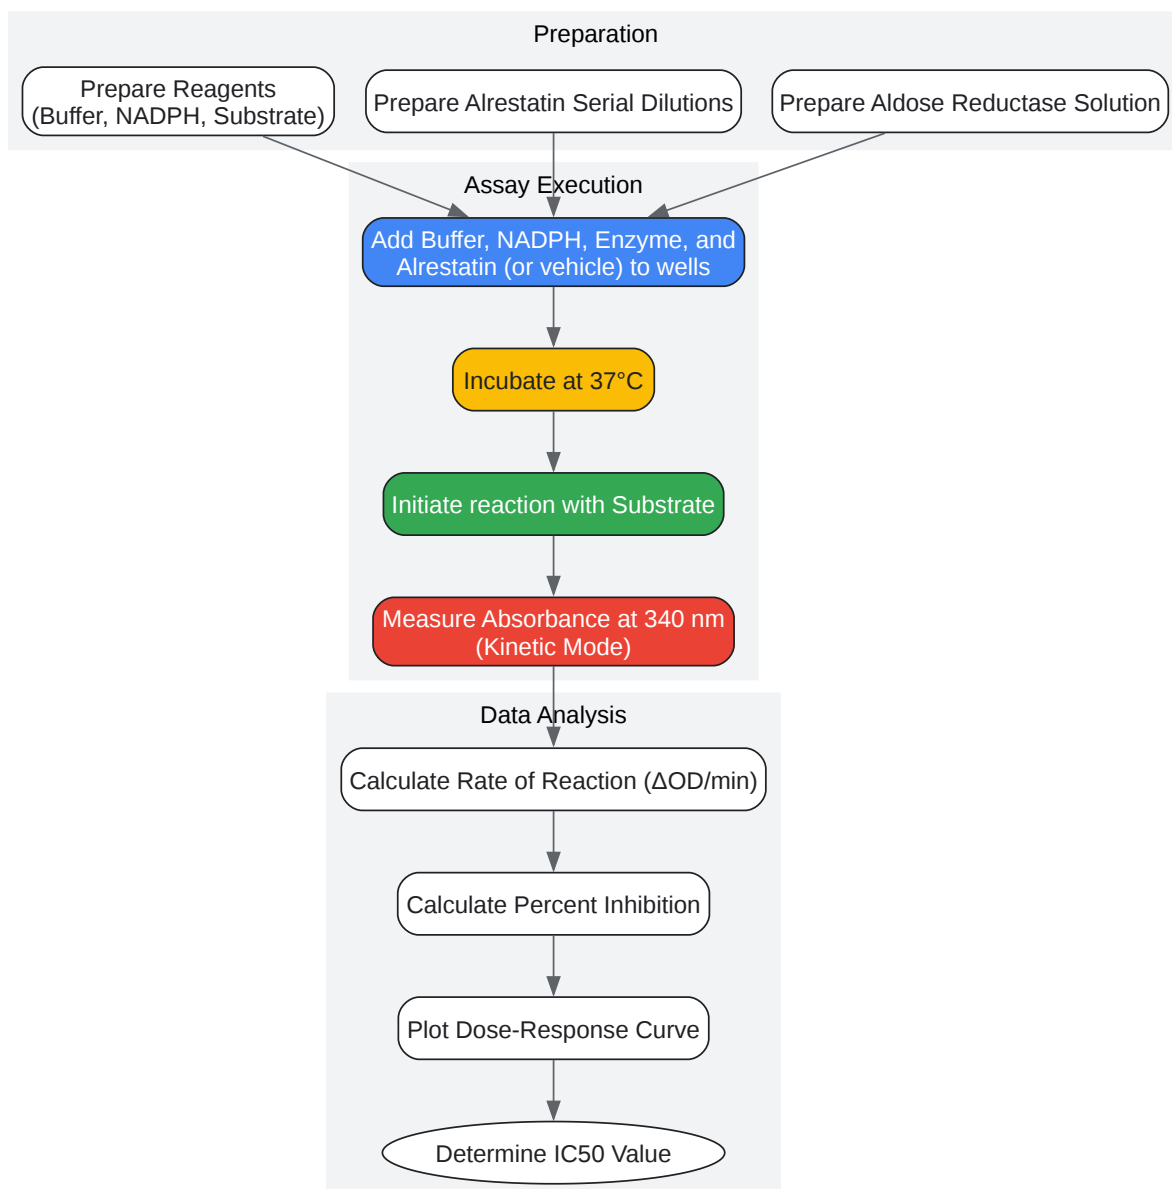 Preparation
Prepare Reagents
(Buffer, NADPH, Substrate)
Prepare Alrestatin Serial Dilutions
Prepare Aldose Reductase Solution
Assay Execution
Add Buffer, NADPH, Enzyme, and
Alrestatin (or vehicle) to wells
Incubate at 37°C
Initiate reaction with Substrate
Measure Absorbance at 340 nm
(Kinetic Mode)
Data Analysis
Calculate Rate of Reaction (ΔOD/min)
Calculate Percent Inhibition
Plot Dose-Response Curve
Determine IC50 Value